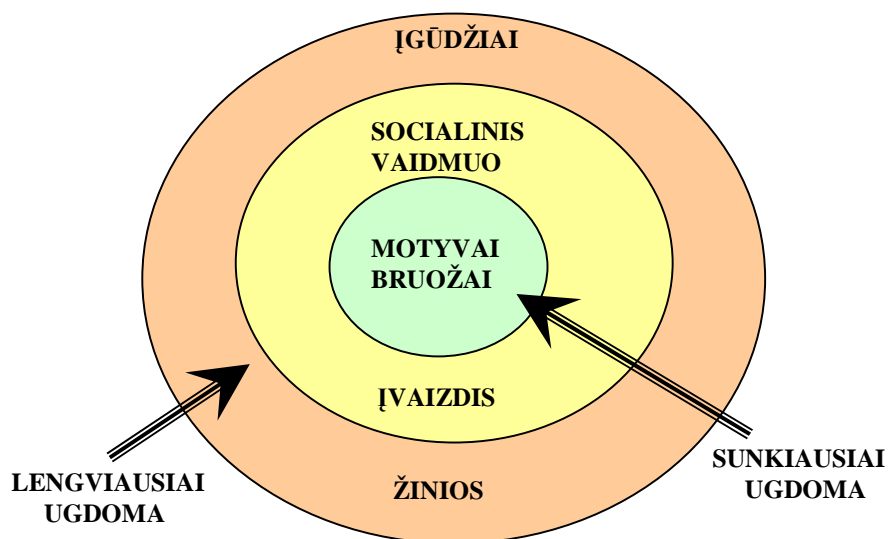 ĮGŪDŽIAI
SOCIALINIS
VAIDMUO
MOTYVAI
BRUOŽAI
ĮVAIZDIS
ŽINIOS
LENGVIAUSIAI
UGDOMA
SUNKIAUSIAI
UGDOMA